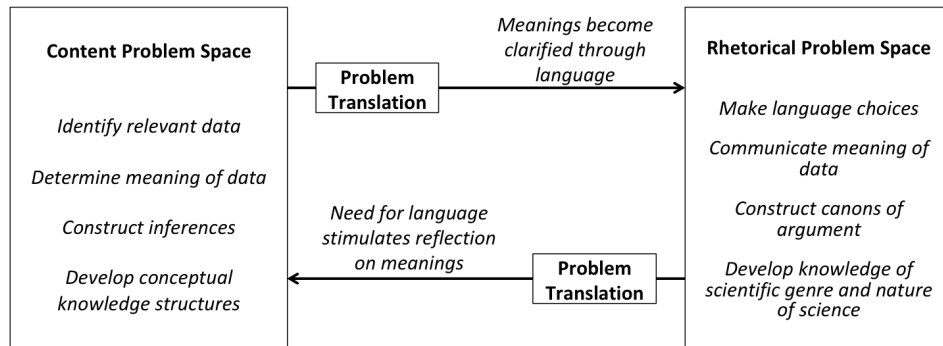 Content Problem Space
Identify relevant data
Determine meaning of data
Construct inferences
Develop conceptual
knowledge structures
Problem
Translation
Meanings become
clarified through
language
Need for language
stimulates reflection
on meanings
Problem
Translation
Rhetorical Problem Space
Make language choices
Communicate meaning of
data
Construct canons of
argument
Develop knowledge of
scientific genre and nature
of science